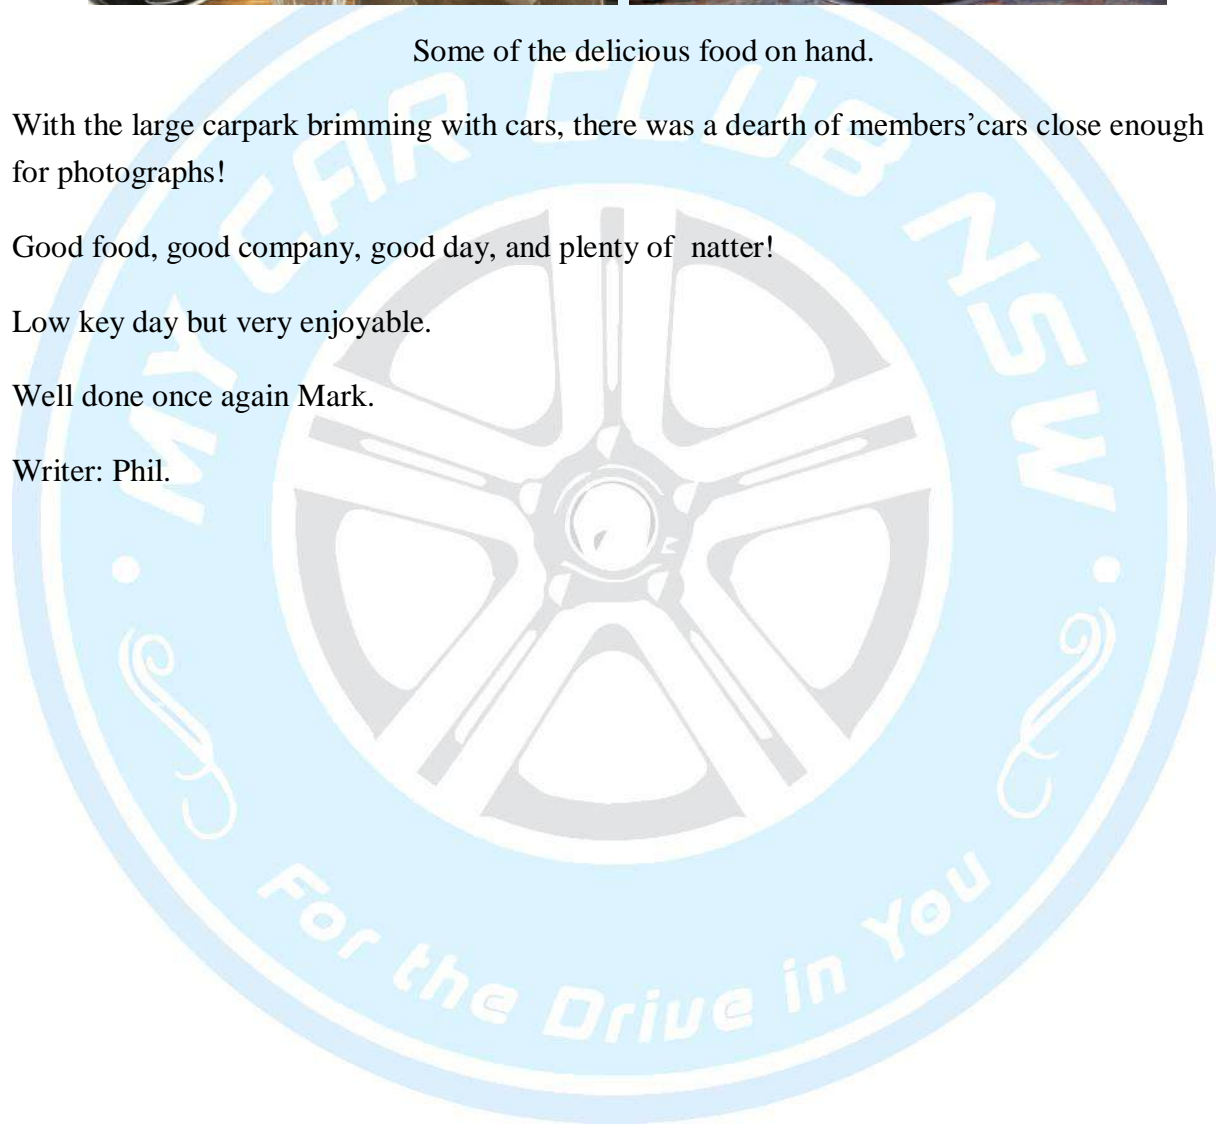 Some of the delicious food on hand.
With the large carpark brimming with cars, there was a dearth of members’cars close enough
for photographs!
Good food, good company, good day, and plenty of  natter!
Low key day but very enjoyable.
Well done once again Mark.
Writer: Phil.
MY CAR CLUB NSW
For the Drive in You